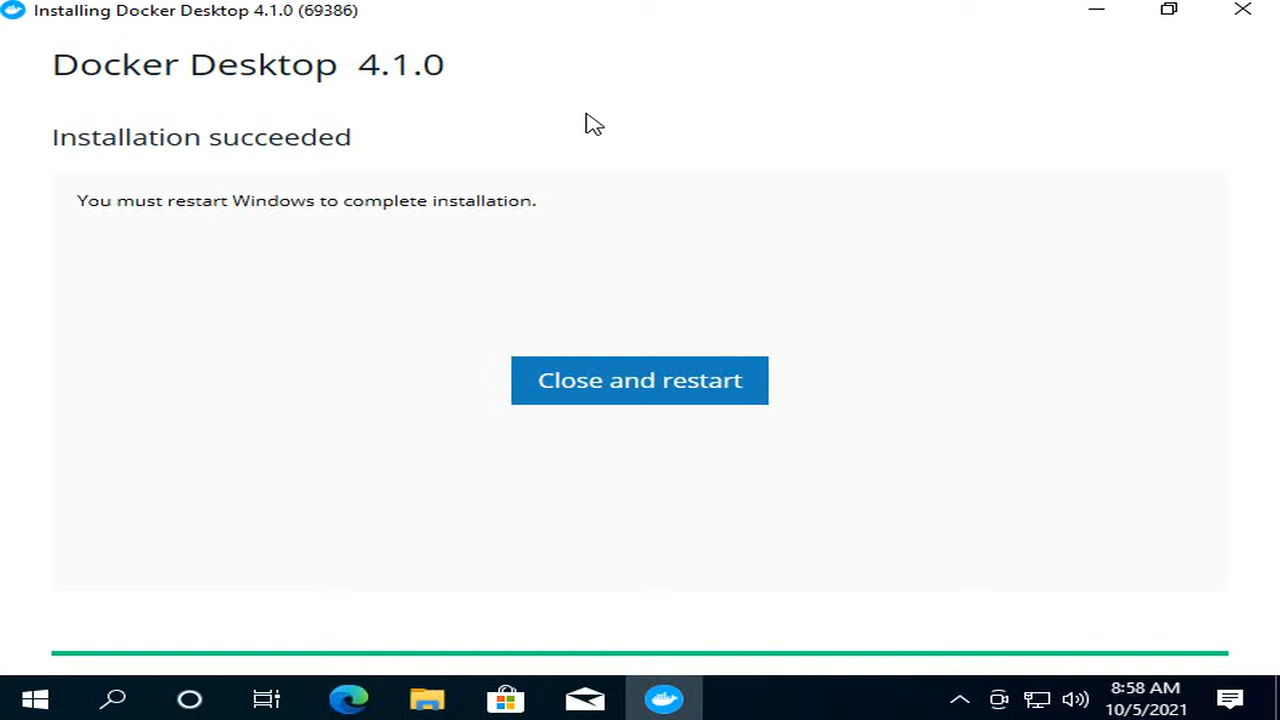 Installing Docker Desktop 4.1.0 (69386)
Docker Desktop 4.1.0
Installation succeeded
You must restart Windows to complete installation.
Close and restart
8:58 AM
10/5/2021